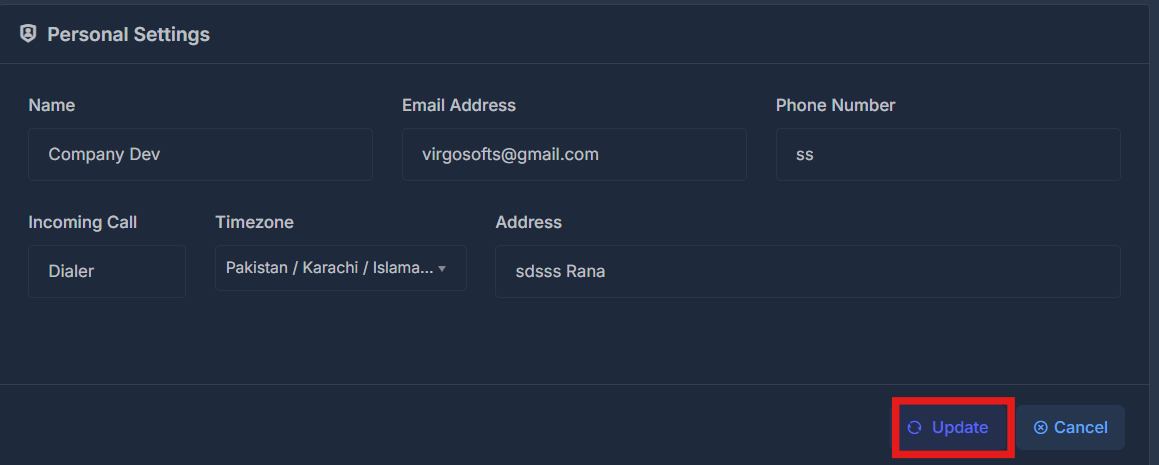 Personal Settings
Name Email Address Phone Number
Company Dev virgosofts@gmail.com ss
Incoming Call Timezone Address
Dialer Pakistan / Karachi / Islama... sdsss Rana
Update Cancel